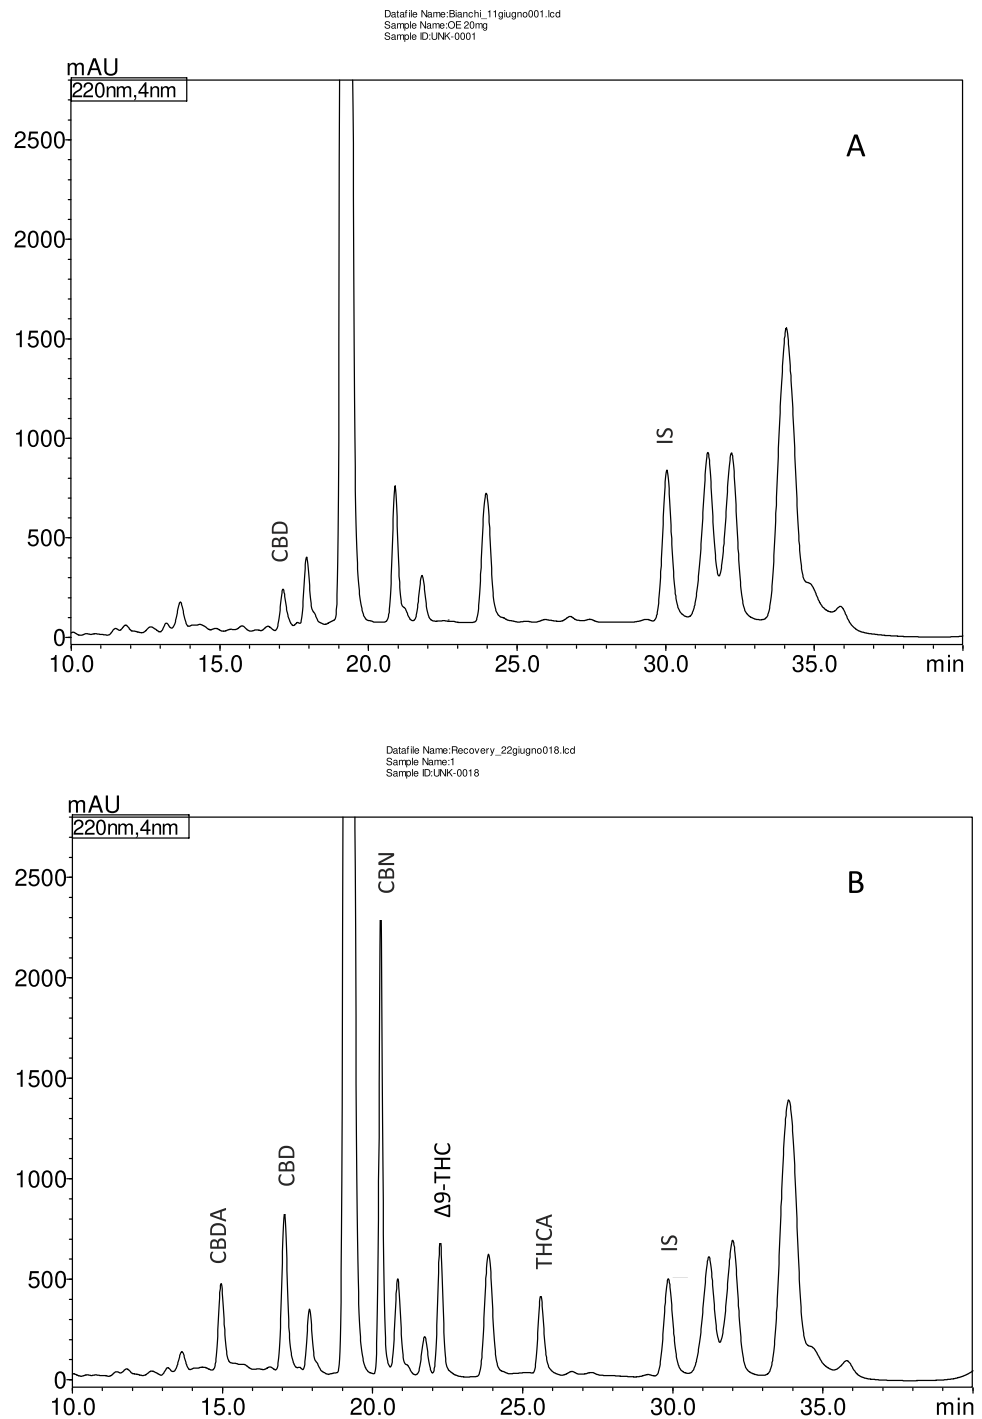 Datafile Name:Bianchi_11giugno001.lcd
Sample Name:OE 20mg
Sample ID:UNK-0001
mAU
220nm,4nm
2500
A
2000
1500
1000
IS
500
CBD
0
10.0 15.0 20.0 25.0 30.0 35.0 min
Datafile Name:Recovery_22giugno018.lcd
Sample Name:1
Sample ID:UNK-0018
mAU
220nm,4nm
2500
CBN
B
2000
1500
1000
CBD
Δ9-THC
CBDA
THCA
IS
500
0
10.0 15.0 20.0 25.0 30.0 35.0 min